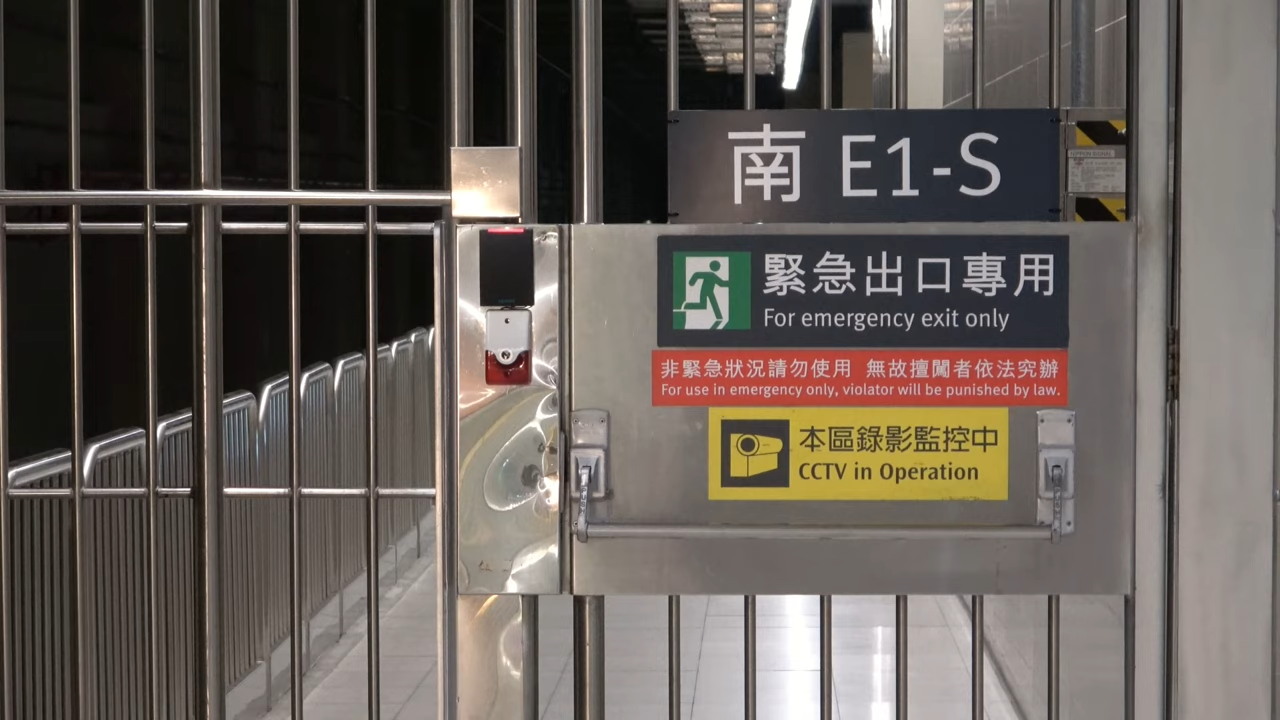 南 E1-S
緊急出口專用
For emergency exit only
非緊急狀況請勿使用 無故擅闖者依法究辦
For use in emergency only, violator will be punished by law.
本區錄影監控中
CCTV in Operation